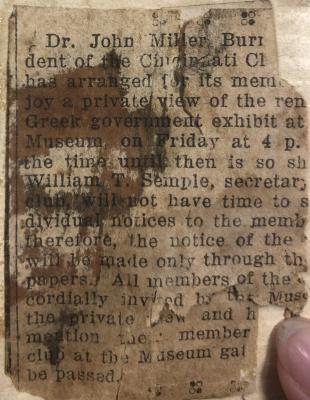 Dr. John Miller Burr
dent of the Cincinnati Cl
has arranged for its mem
joy a private view of the ren
Greek government exhibit at
Museum, on Friday at 4 p.
the time until then is so sh
William T. Semple, secretary
club, will not have time to s
dividual notices to the memb
therefore, the notice of the
will be made only through th
papers. All members of the
cordially invited by the Muse
the private view and h
mention the member
club at the Museum gat
be passed.